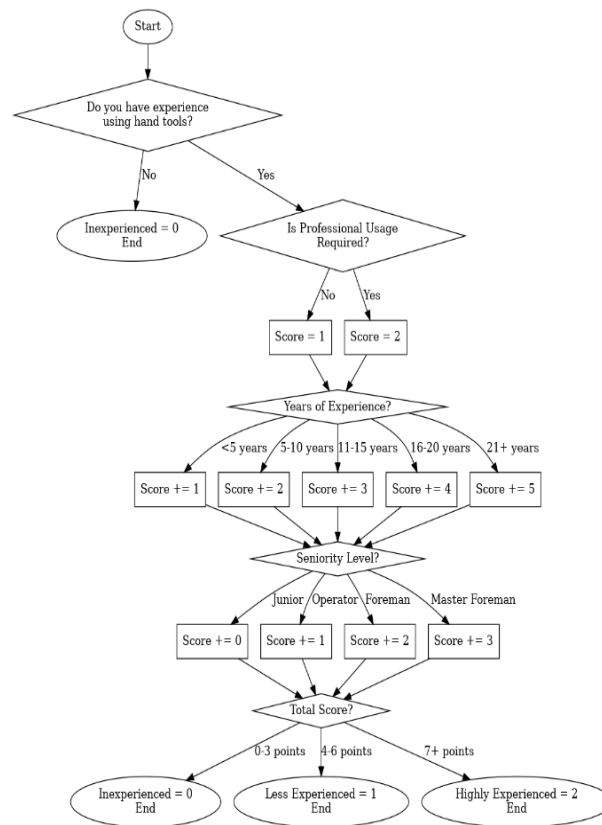 Start
Do you have experience
using hand tools?
No
Yes
Inexperienced = 0
End
Is Professional Usage
Required?
No
Yes
Score = 1
Score = 2
Years of Experience?
<5 years
5-10 years
11-15 years
16-20 years
21+ years
Score += 1
Score += 2
Score += 3
Score += 4
Score += 5
Seniority Level?
Junior
Operator
Foreman
Master Foreman
Score += 0
Score += 1
Score += 2
Score += 3
Total Score?
0-3 points
4-6 points
7+ points
Inexperienced = 0
End
Less Experienced = 1
End
Highly Experienced = 2
End